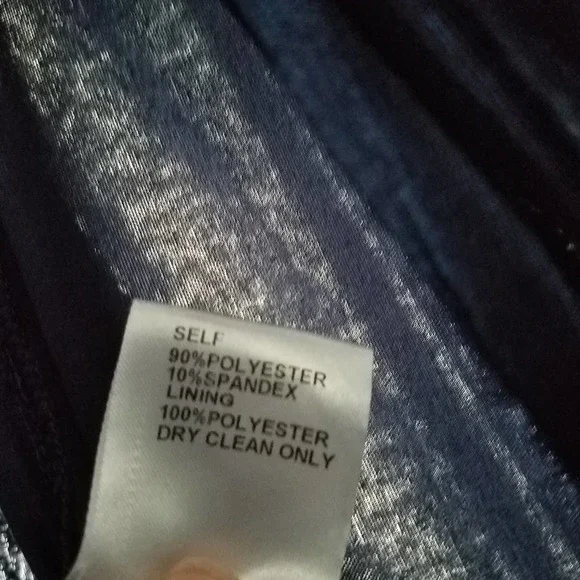 SELF
90%POLYESTER
10%SPANDEX
LINING
100%POLYESTER
DRY CLEAN ONLY